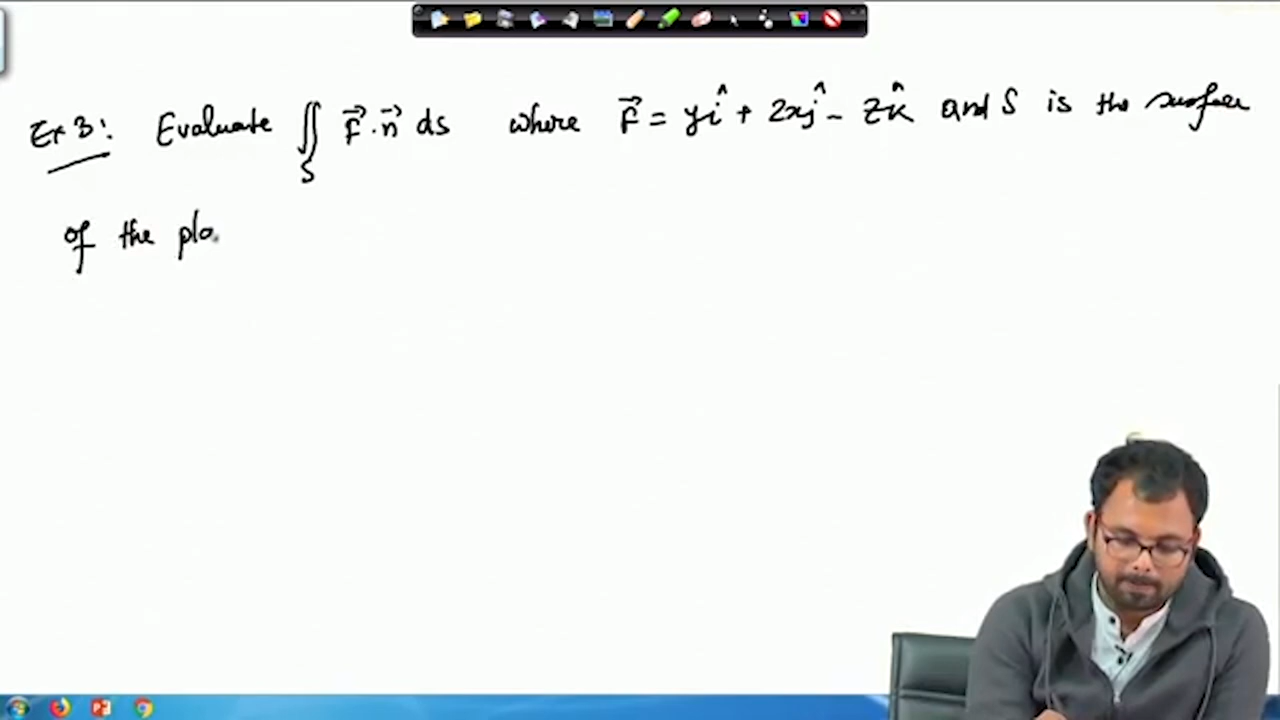 Ex 3: Evaluate ∬_S F⃗.n⃗ ds where F⃗ = yî + 2xĵ - zk̂ and S is the surface
of the pla